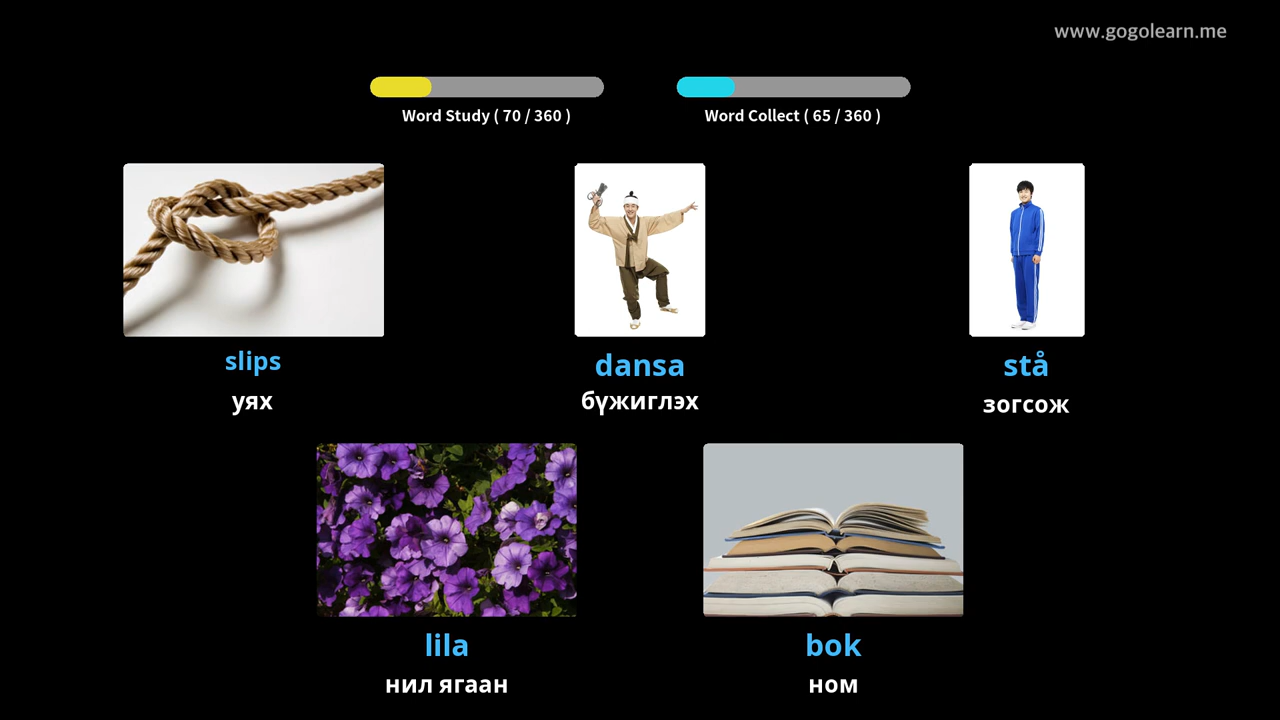 www.gogolearn.me
Word Study ( 70 / 360 )
Word Collect ( 65 / 360 )
slips
уях
dansa
бүжиглэх
stå
зогсож
lila
нил ягаан
bok
ном